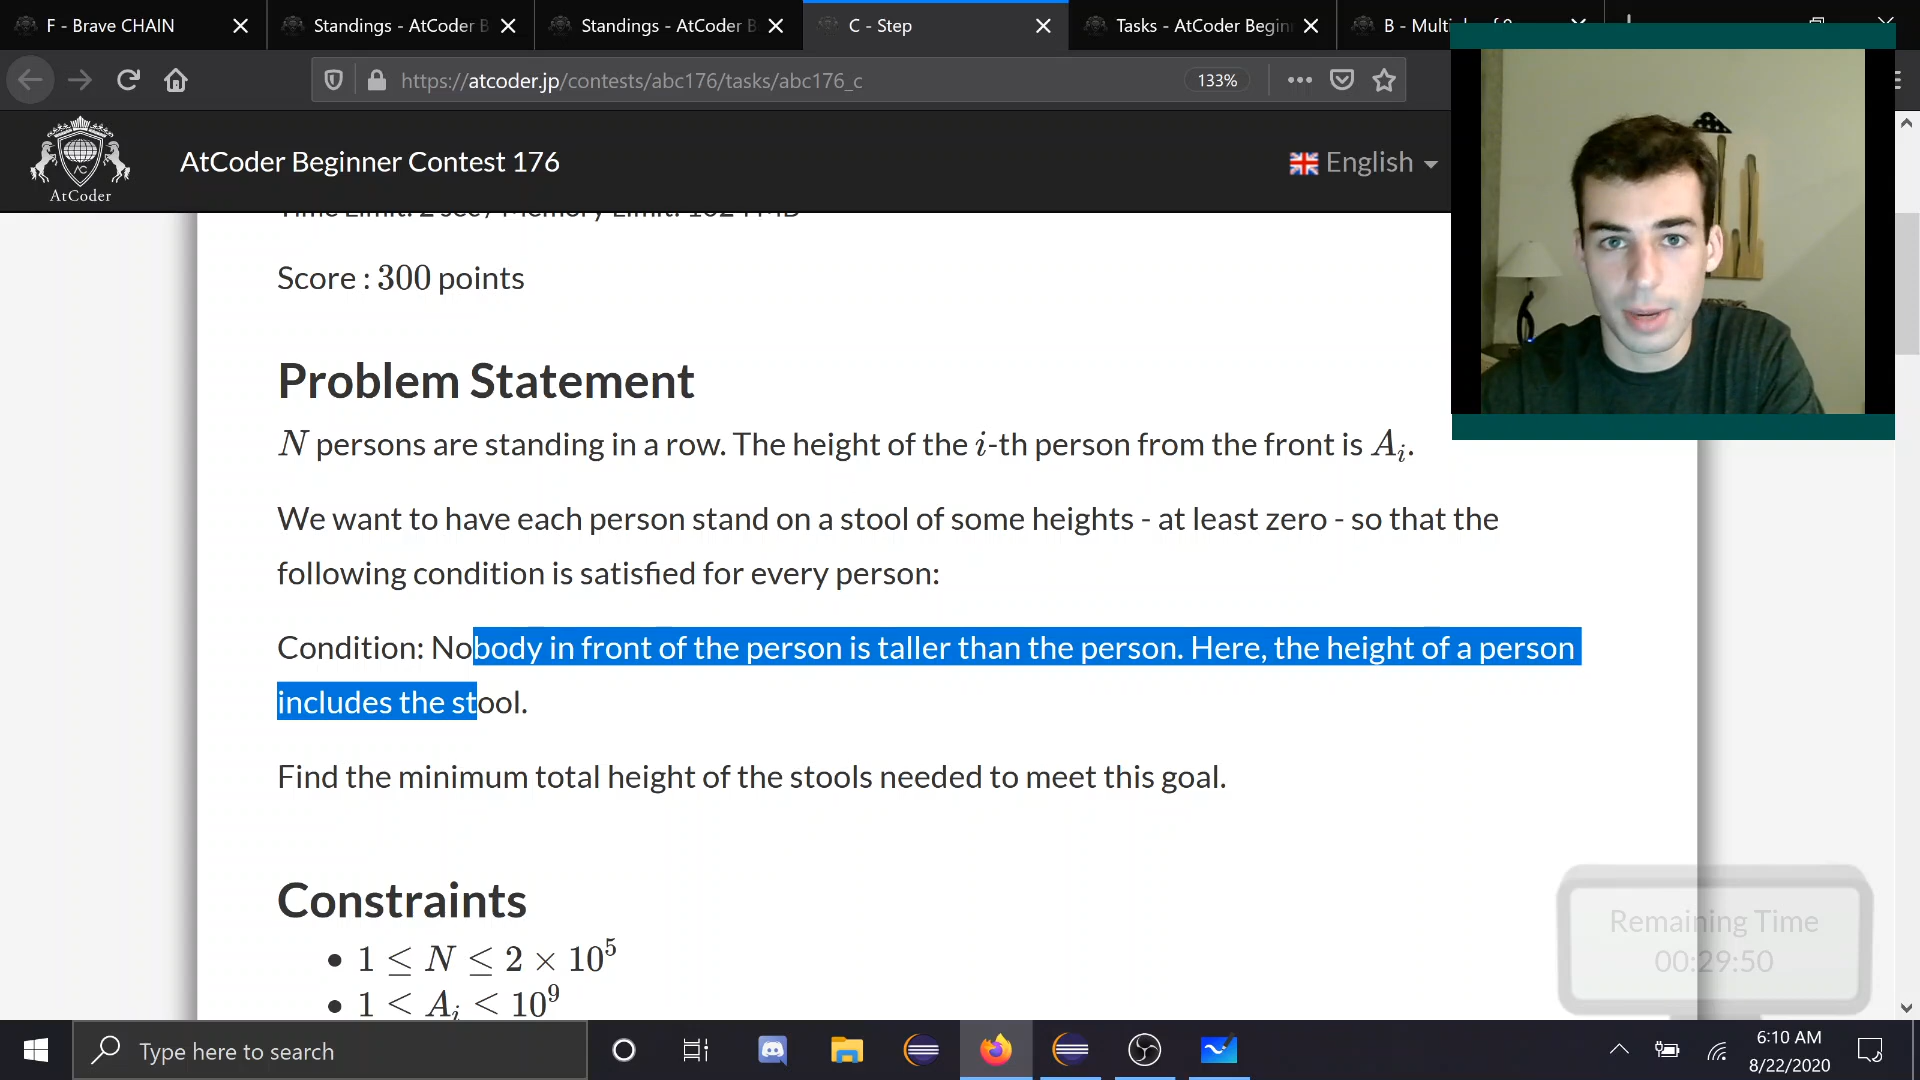 F - Brave CHAIN
Standings - AtCoder B
Standings - AtCoder B
C - Step
Tasks - AtCoder Begin
B - Multi
https://atcoder.jp/contests/abc176/tasks/abc176_c
133%
AtCoder
AtCoder Beginner Contest 176
English
Score : 300 points
Problem Statement
N persons are standing in a row. The height of the i-th person from the front is Aᵢ.
We want to have each person stand on a stool of some heights - at least zero - so that the
following condition is satisfied for every person:
Condition: Nobody in front of the person is taller than the person. Here, the height of a person
includes the stool.
Find the minimum total height of the stools needed to meet this goal.
Constraints
• 1 ≤ N ≤ 2 × 10⁵
• 1 ≤ Aᵢ ≤ 10⁹
Remaining Time
00:29:50
Type here to search
6:10 AM
8/22/2020